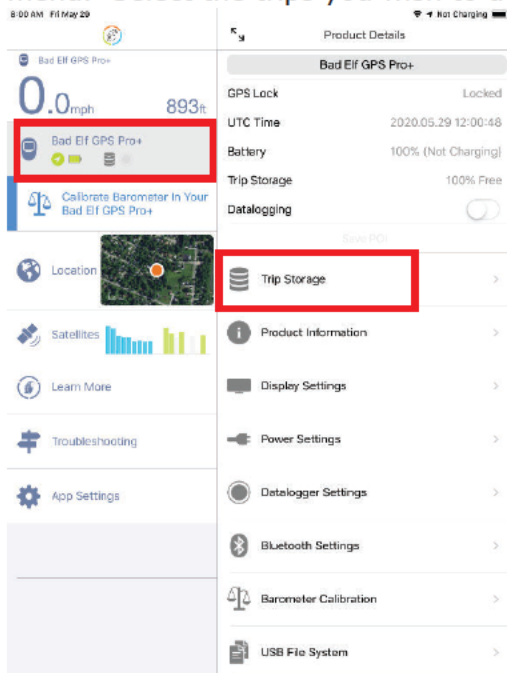 8:00 AM Fri May 29
Not Charging
Bad Elf GPS Pro+
0.0mph
893ft
Bad Elf GPS Pro+
Calibrate Barometer In Your
Bad Elf GPS Pro+
Location
Satellites
Learn More
Troubleshooting
App Settings
Product Details
Bad Elf GPS Pro+
GPS Lock Locked
UTC Time 2020.05.29 12:00:48
Battery 100% (Not Charging)
Trip Storage 100% Free
Datalogging
Save POI
Trip Storage
Product Information
Display Settings
Power Settings
Datalogger Settings
Bluetooth Settings
Barometer Calibration
USB File System